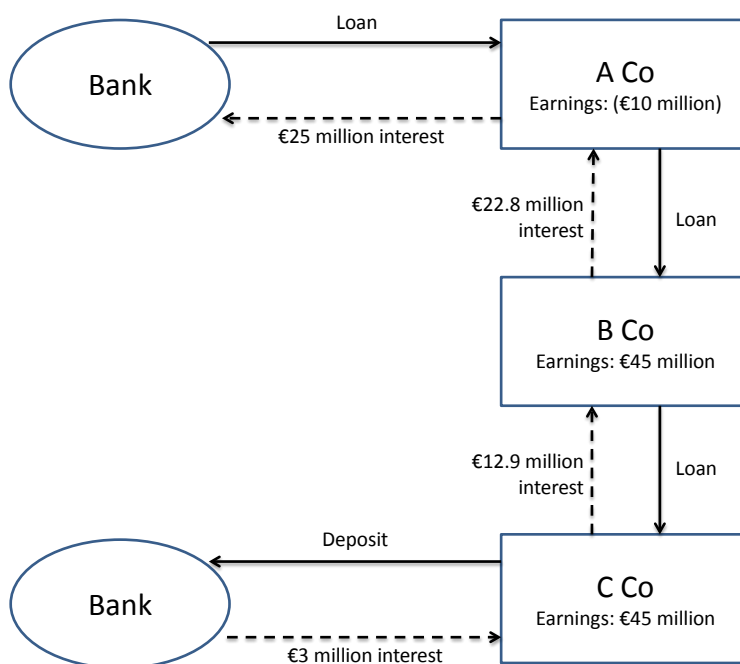 Loan
Bank
A Co
Earnings: (€10 million)
€25 million interest
€22.8 million
interest
Loan
B Co
Earnings: €45 million
€12.9 million
interest
Loan
Deposit
Bank
C Co
Earnings: €45 million
€3 million interest